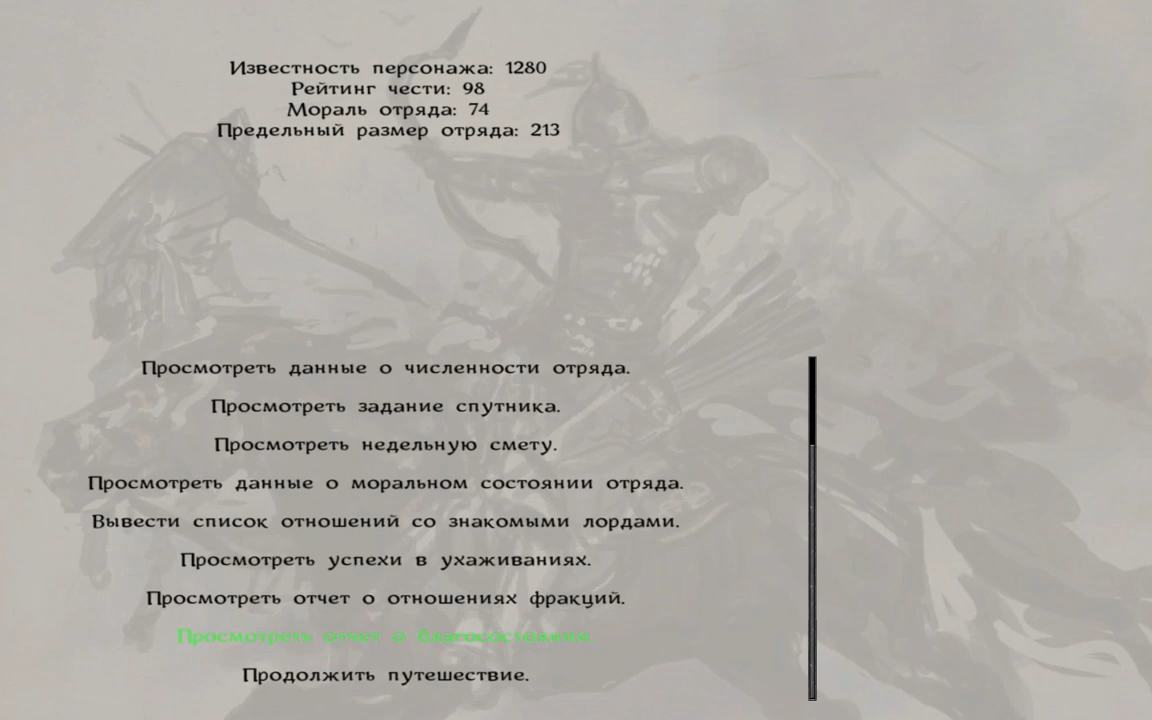 Известность персонажа: 1280
Рейтинг чести: 98
Мораль отряда: 74
Предельный размер отряда: 213
Просмотреть данные о численности отряда.
Просмотреть задание спутника.
Просмотреть недельную смету.
Просмотреть данные о моральном состоянии отряда.
Вывести список отношений со знакомыми лордами.
Просмотреть успехи в ухаживаниях.
Просмотреть отчет о отношениях фракций.
Просмотреть отчет о благосостоянии.
Продолжить путешествие.